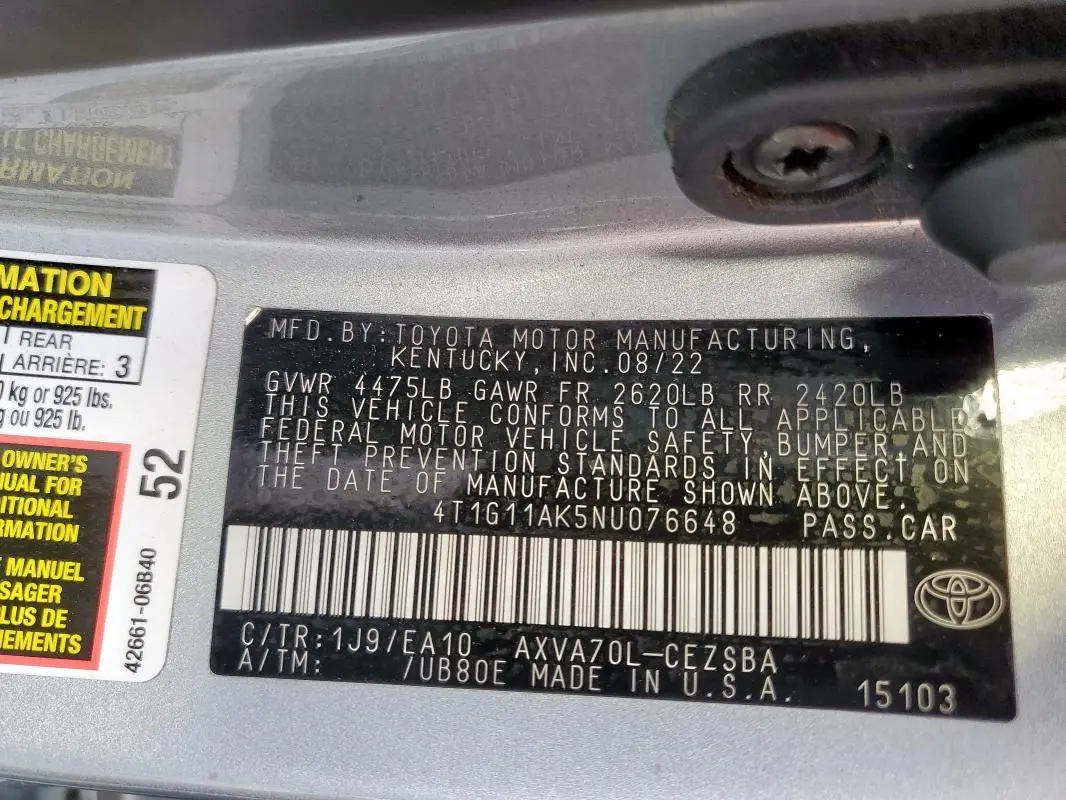 MATION
CHARGEMENT
REAR
ARRIÈRE: 3
kg or 925 lbs.
ou 925 lb.
OWNER'S
UAL FOR
ITIONAL
RMATION
MANUEL
SAGER
LUS DE
NEMENTS
52
42661-06B40
MFD.BY:TOYOTA MOTOR MANUFACTURING,
KENTUCKY,INC.08/22
GVWR 4475LB GAWR FR 2620LB RR 2420LB
THIS VEHICLE CONFORMS TO ALL APPLICABLE
FEDERAL MOTOR VEHICLE SAFETY,BUMPER,AND
THEFT PREVENTION STANDARDS IN EFFECT ON
THE DATE OF MANUFACTURE SHOWN ABOVE.
4T1G11AK5NU076648 PASS.CAR
C/TR:1J9/EA10 AXVA70L-CEZSBA
A/TM: /UB80E MADE IN U.S.A. 15103